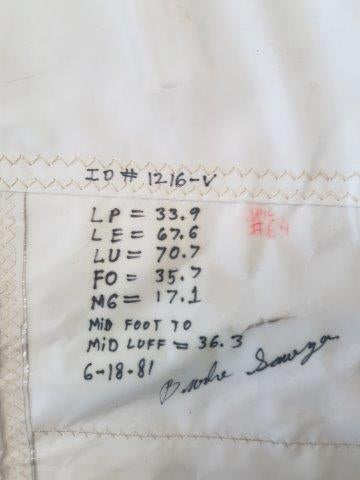 ID # 1216-V
LP = 33.9
SAIL
#64
LE = 67.6
LU = 70.7
FO = 35.7
MG = 17.1
MID FOOT TO
MID LUFF = 36.3
6-18-81